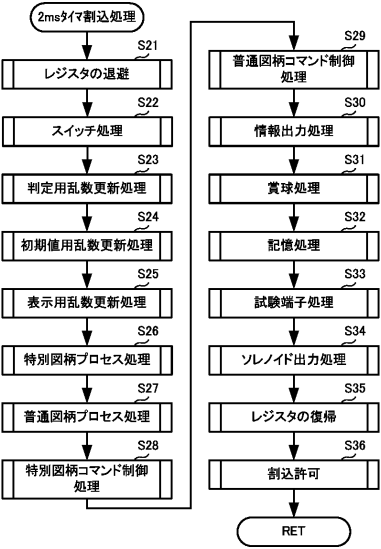 2msタイマ割込処理
S21
レジスタの退避
S22
スイッチ処理
S23
判定用乱数更新処理
S24
初期値用乱数更新処理
S25
表示用乱数更新処理
S26
特別図柄プロセス処理
S27
普通図柄プロセス処理
S28
特別図柄コマンド制御
処理
S29
普通図柄コマンド制御
処理
S30
情報出力処理
S31
賞球処理
S32
記憶処理
S33
試験端子処理
S34
ソレノイド出力処理
S35
レジスタの復帰
S36
割込許可
RET